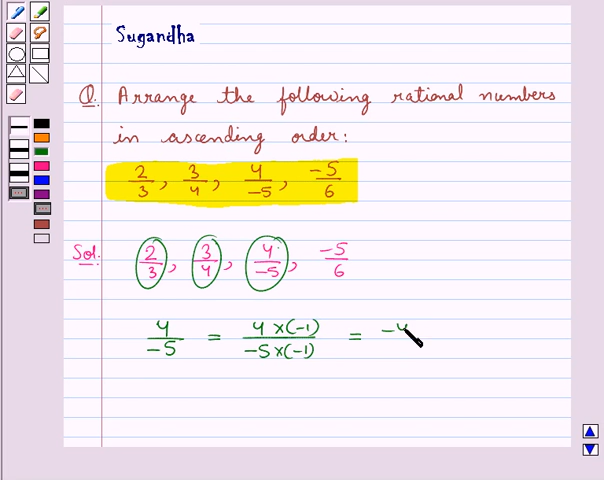 Sugandha
Q. Arrange the following rational numbers
in ascending order:
2/3, 3/4, 4/-5, -5/6
Sol. 2/3, 3/4, 4/-5, -5/6
4/-5 = 4×(-1)/-5×(-1) = -4